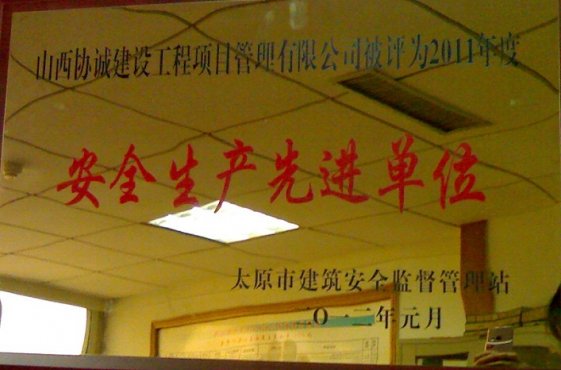 山西协诚建设工程项目管理有限公司被评为2011年度
安全生产先进单位
太原市建筑安全监督管理站
二〇一二年元月